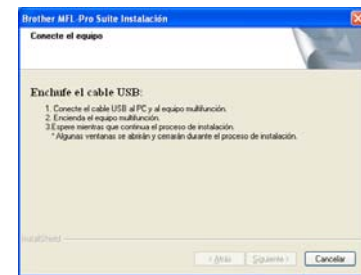 Brother MFL-Pro Suite Instalación
Conecte el equipo
Enchufe el cable USB:
1. Conecte el cable USB al PC y al equipo multifunción.
2. Encienda el equipo multifunción.
3.Espere mientras que continua el proceso de instalación.
* Algunas ventanas se abrirán y cerrarán durante el proceso de instalación.
InstallShield
< Atrás
Siguiente >
Cancelar